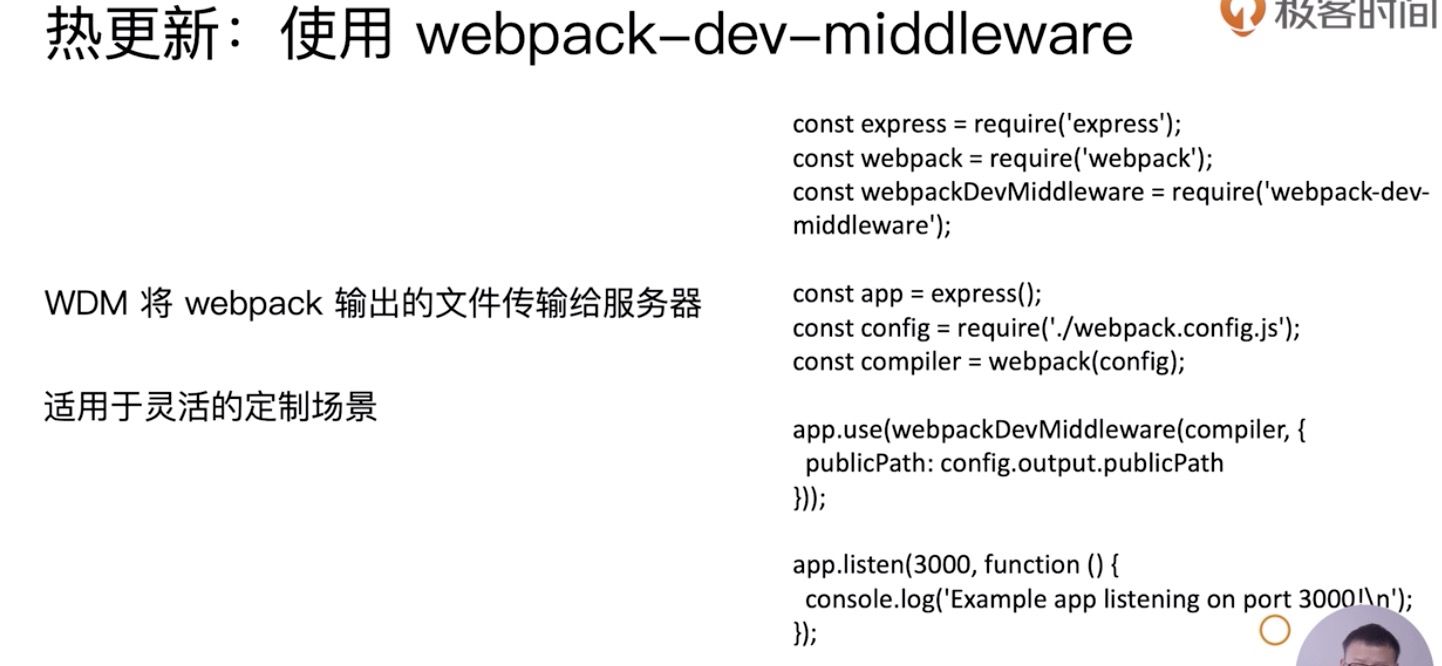 热更新：使用 webpack-dev-middleware
极客时间
WDM 将 webpack 输出的文件传输给服务器
适用于灵活的定制场景
const express = require('express');
const webpack = require('webpack');
const webpackDevMiddleware = require('webpack-dev-
middleware');
const app = express();
const config = require('./webpack.config.js');
const compiler = webpack(config);
app.use(webpackDevMiddleware(compiler, {
  publicPath: config.output.publicPath
}));
app.listen(3000, function () {
  console.log('Example app listening on port 3000!\n');
});